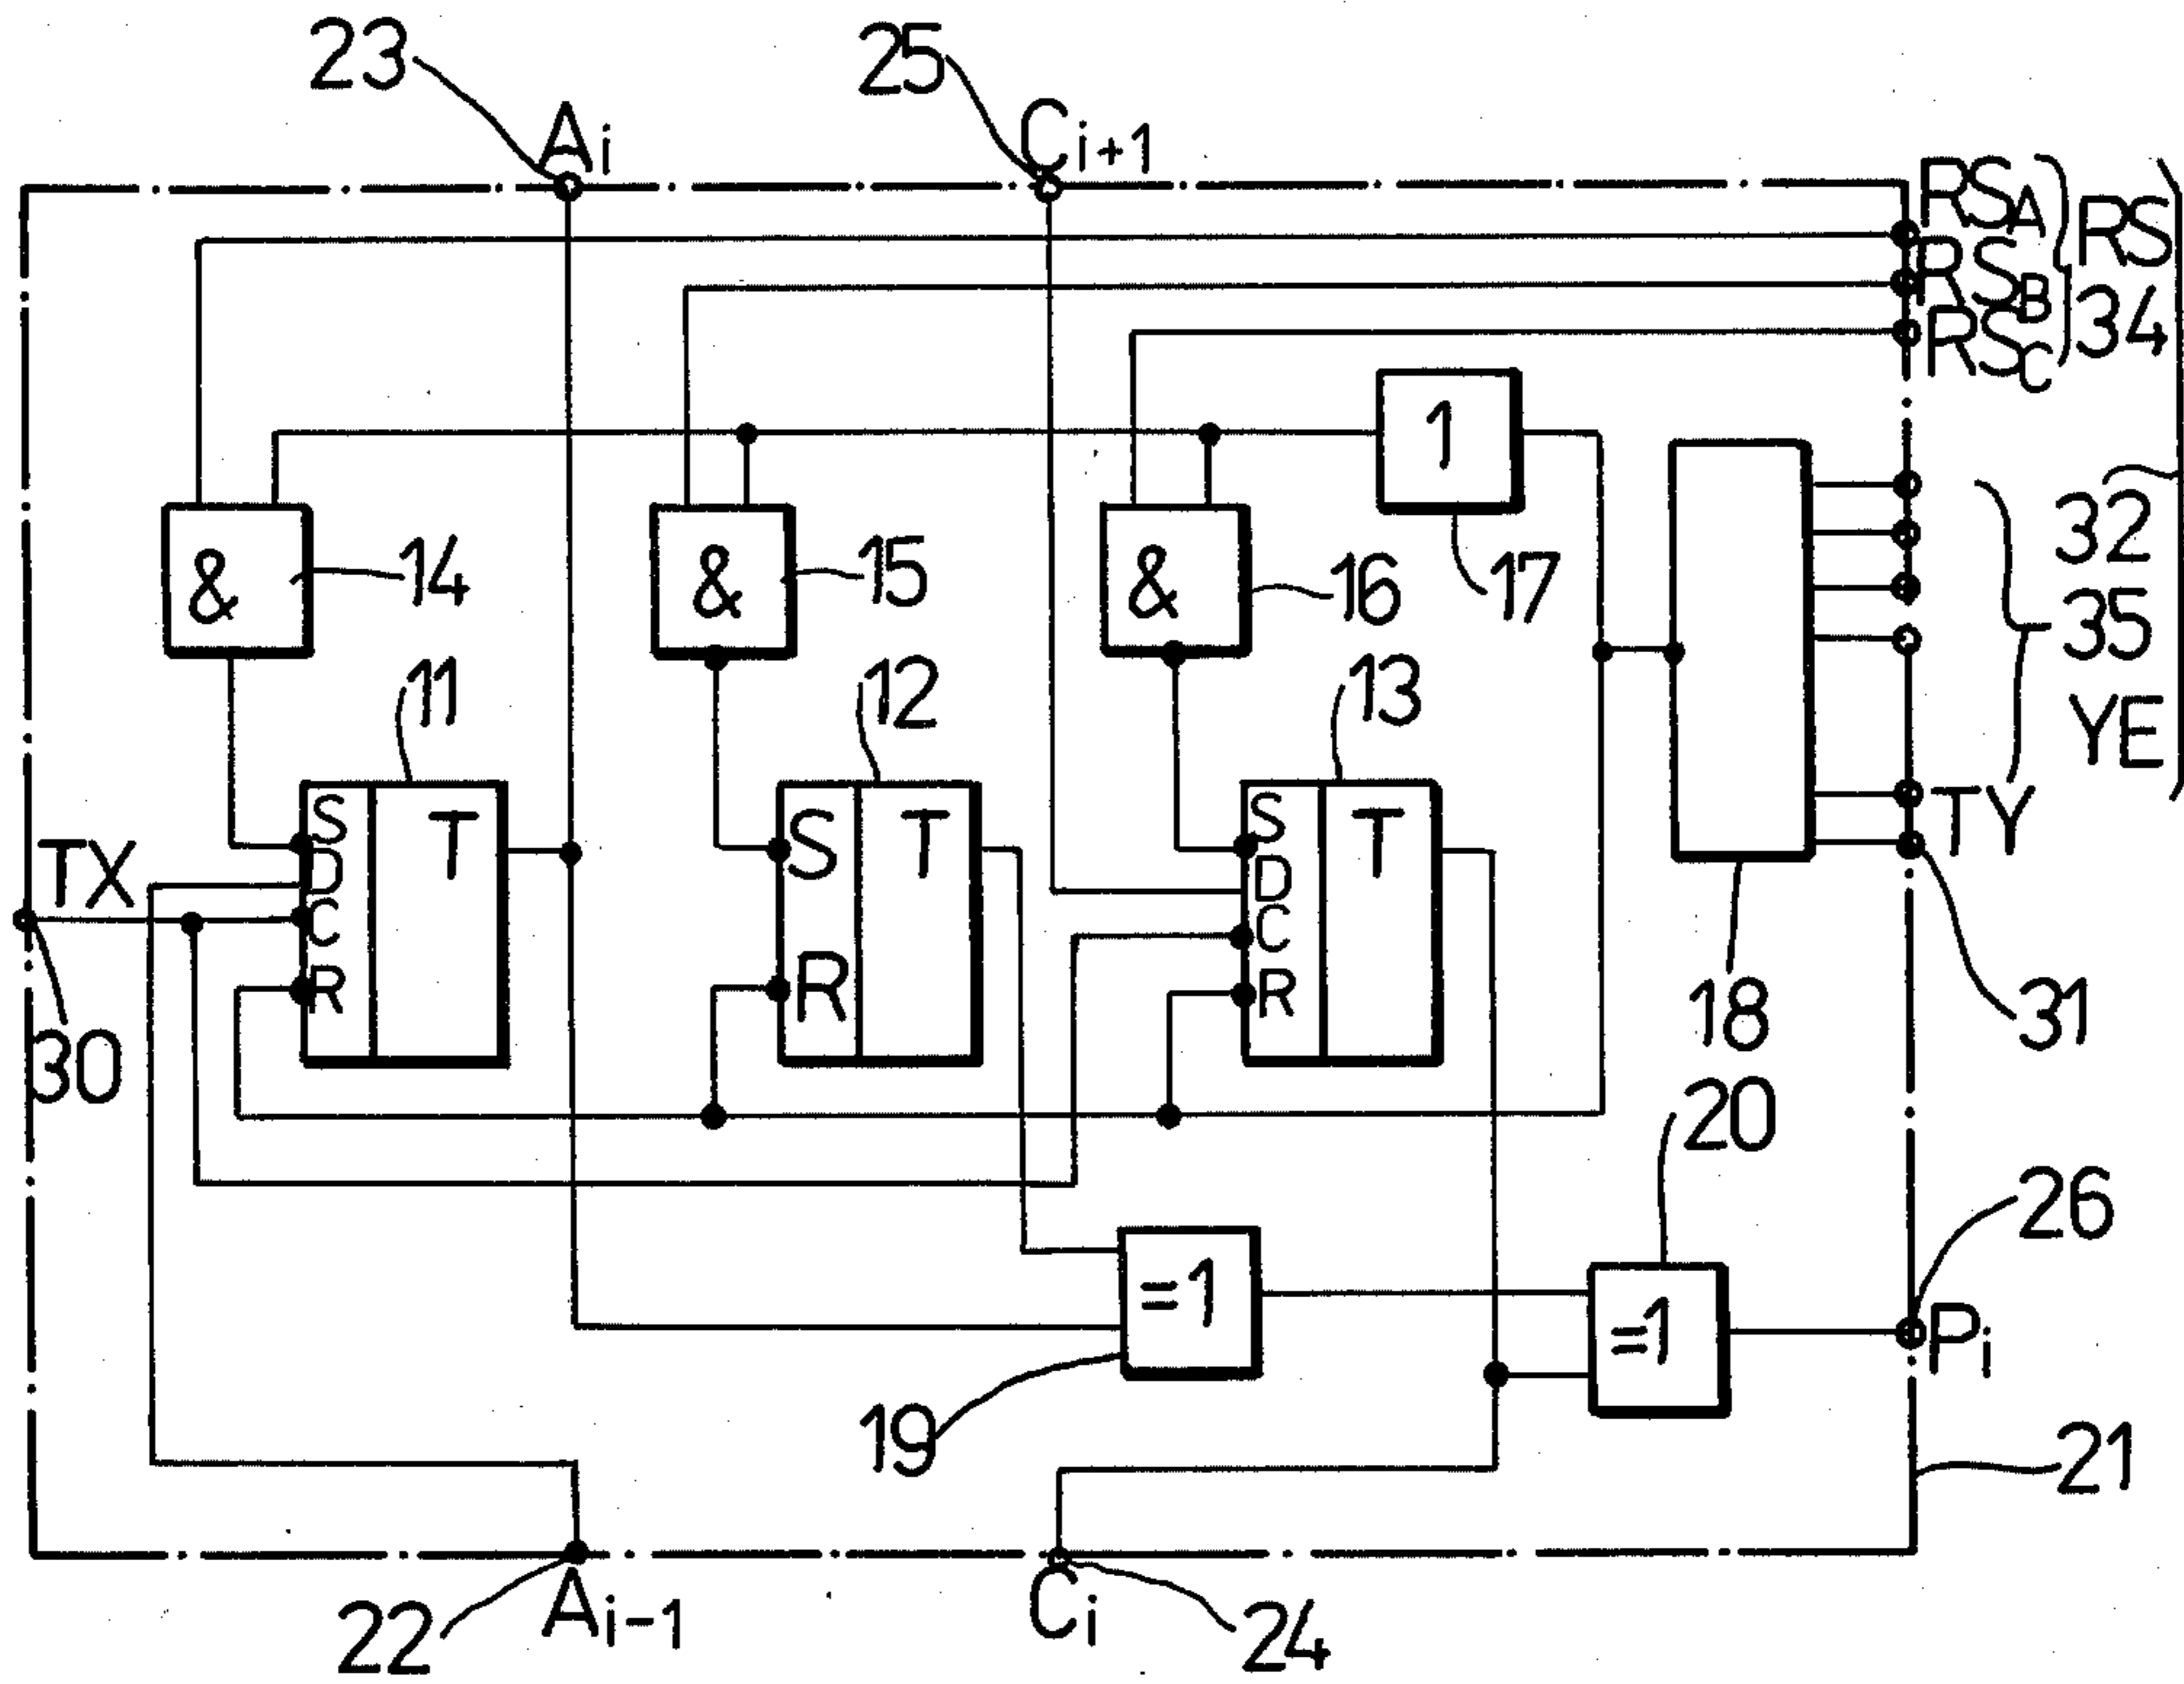 23
25
Ai
Ci+1
RSA
RSB
RSC
RS
34
1
17
32
35
YE
&
14
&
15
&
16
11
12
13
S
D
C
R
T
S
R
T
S
D
C
R
T
TX
30
TY
31
18
20
=1
19
=1
26
Pi
21
22
Ai-1
Ci
24